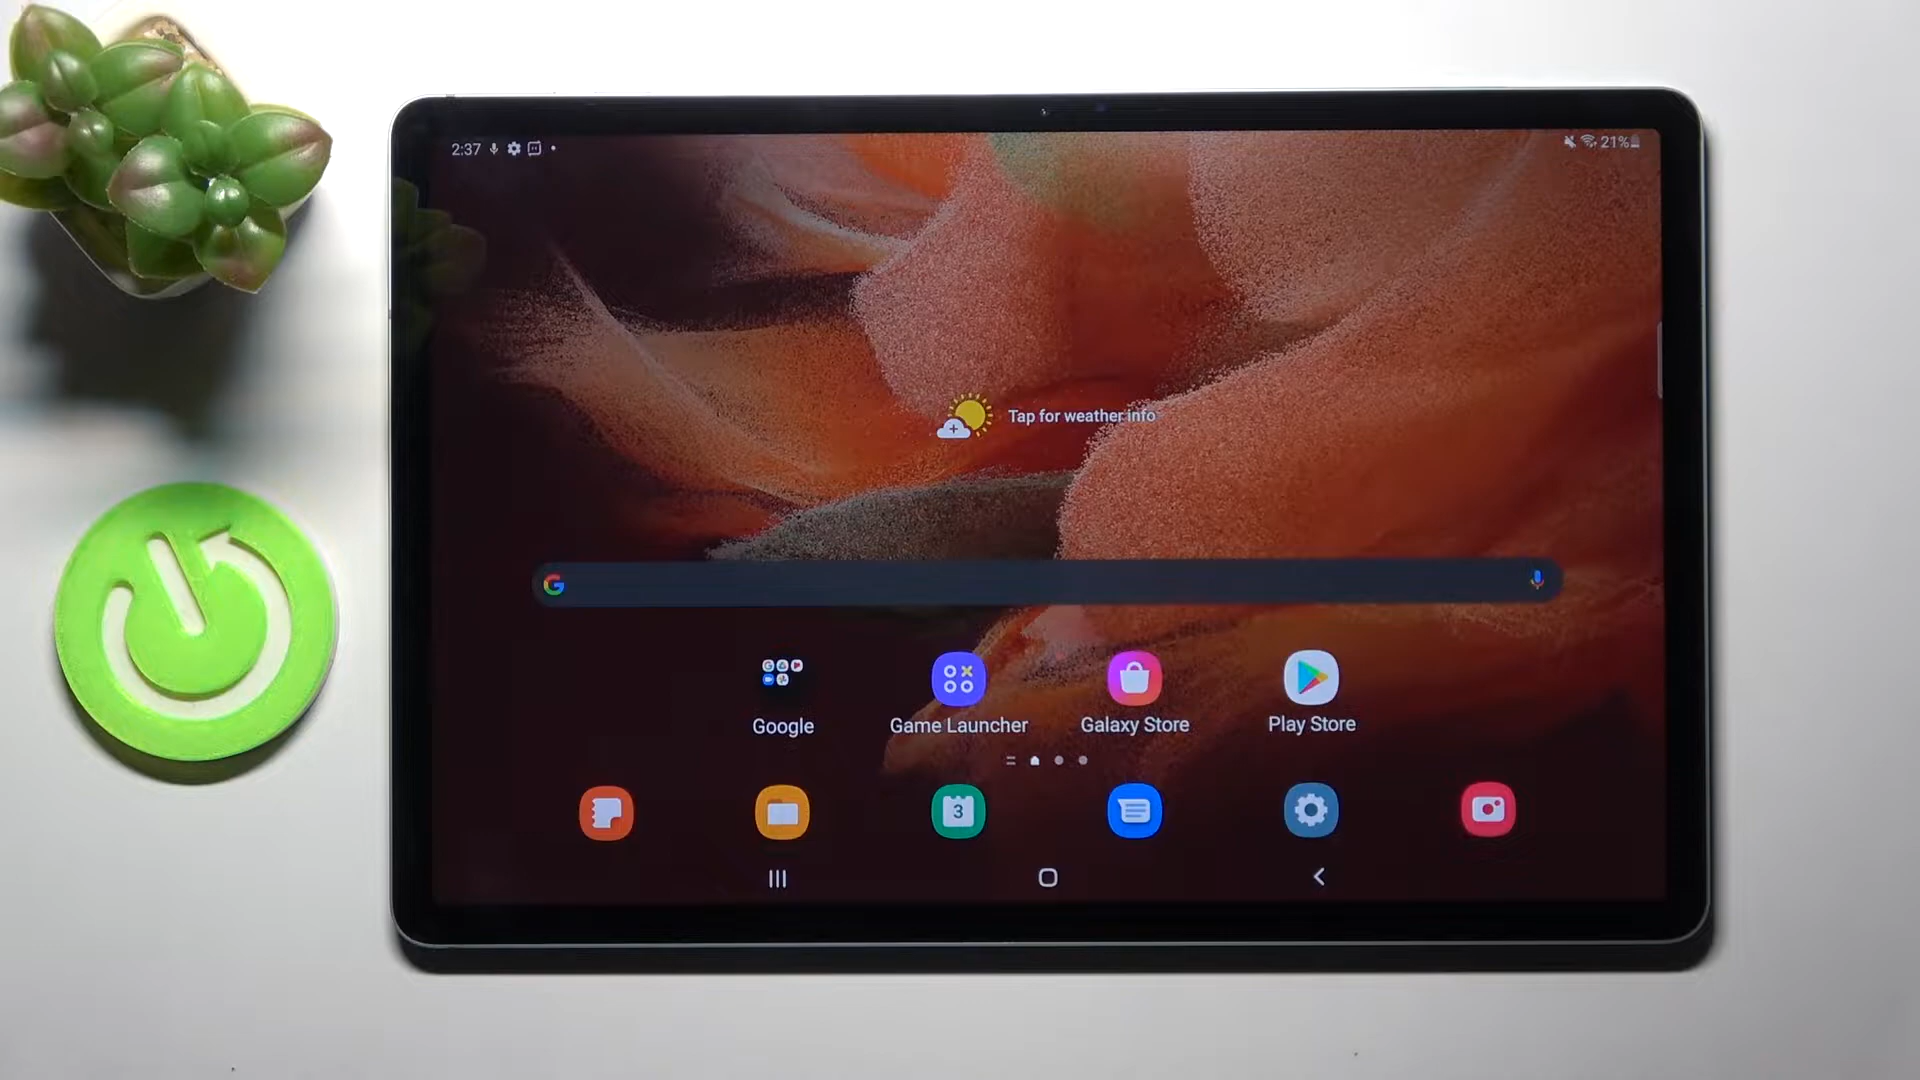 2:37
21%
Tap for weather info
Google
Game Launcher
Galaxy Store
Play Store
3